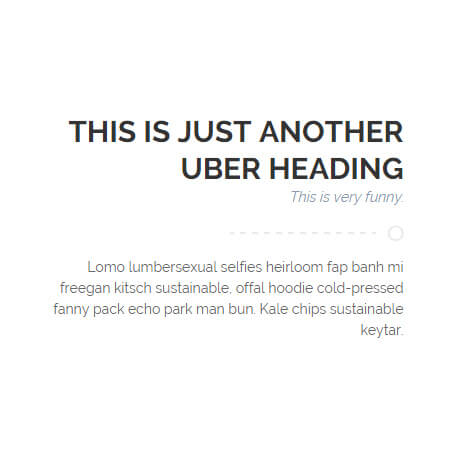 THIS IS JUST ANOTHER
UBER HEADING
This is very funny.
Lomo lumbersexual selfies heirloom fap banh mi
freegan kitsch sustainable, offal hoodie cold-pressed
fanny pack echo park man bun. Kale chips sustainable
keytar.